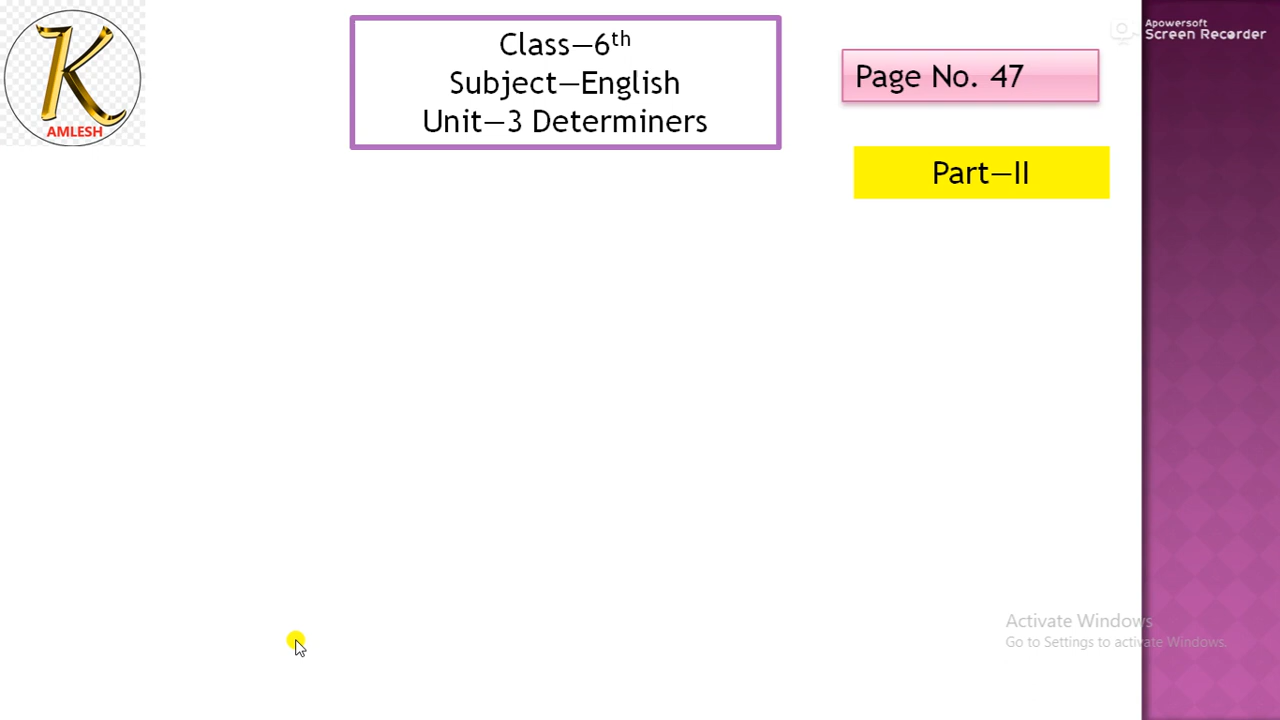 K
AMLESH
Class–6th
Subject–English
Unit–3 Determiners
Page No. 47
Part–II
Apowersoft
Screen Recorder
Activate Windows
Go to Settings to activate Windows.